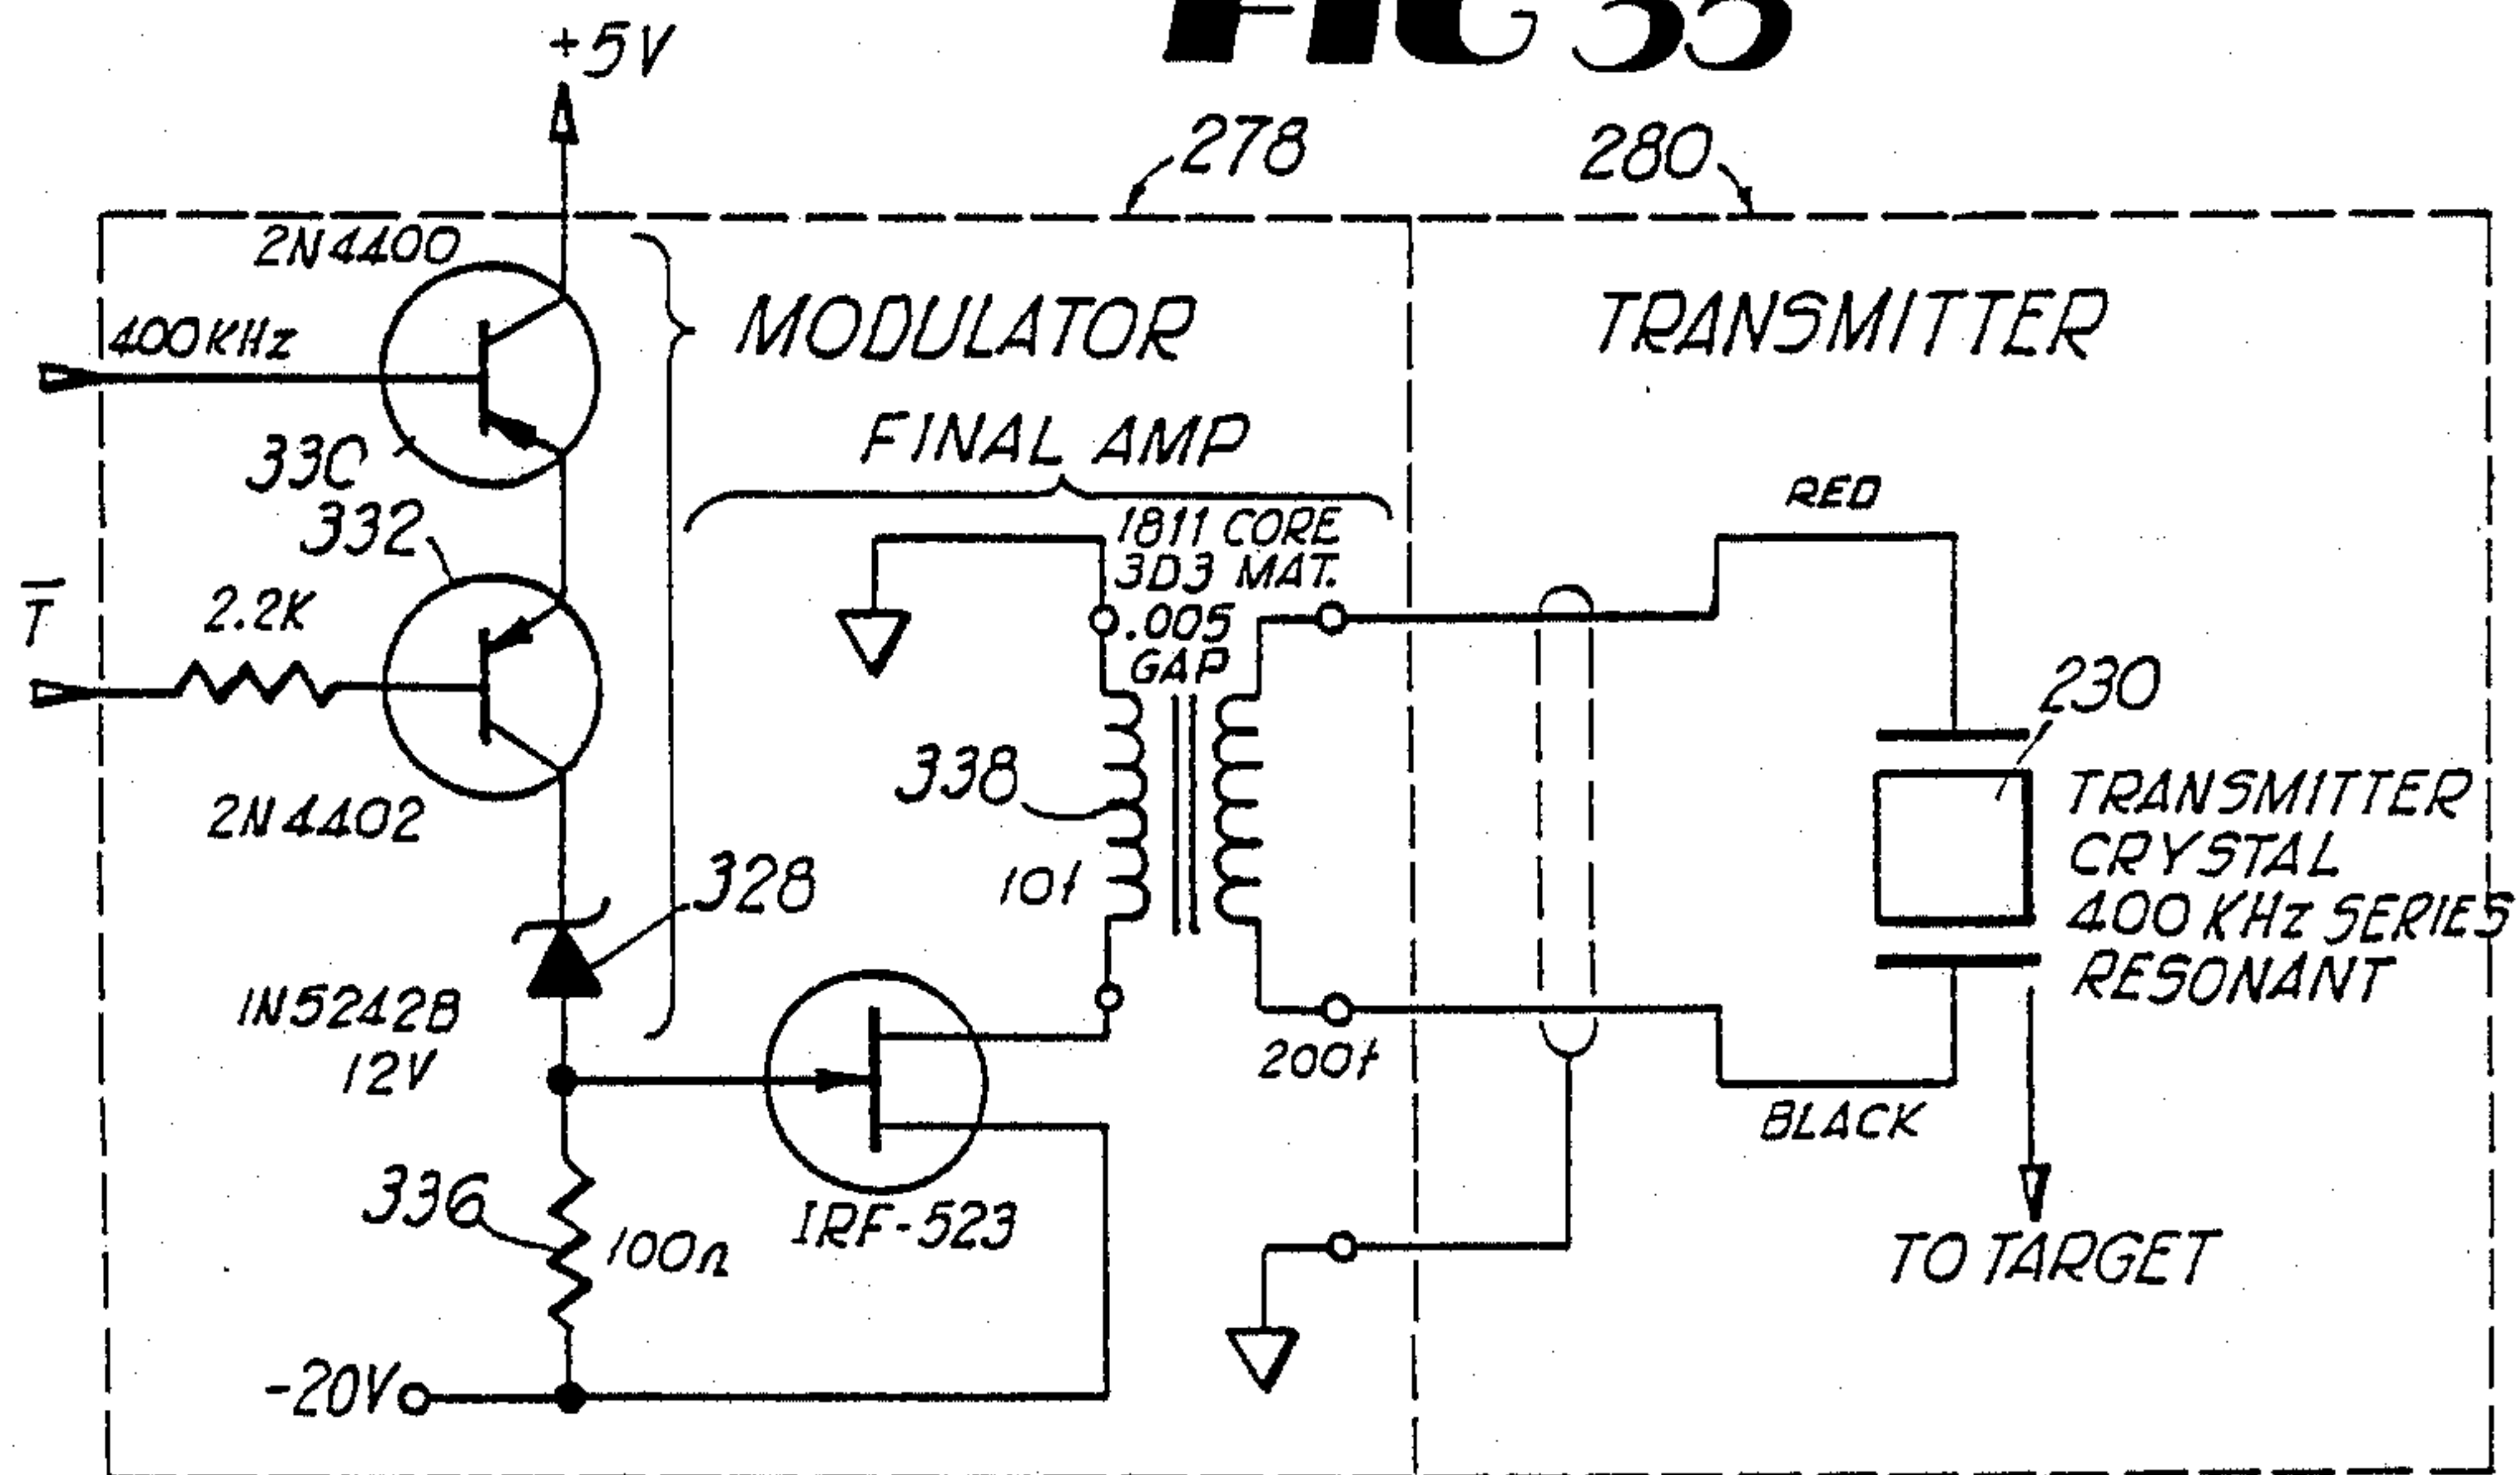 FIG 35
+5V
278
280
2N4400
400KHz
MODULATOR
TRANSMITTER
330
FINAL AMP
332
RED
1811 CORE
3D3 MAT.
.005
GAP
T̅
2.2K
230
338
TRANSMITTER
CRYSTAL
400 KHz SERIES
RESONANT
2N4402
328
10t
1N5242B
12V
200t
BLACK
336
100Ω
IRF-523
TO TARGET
-20V